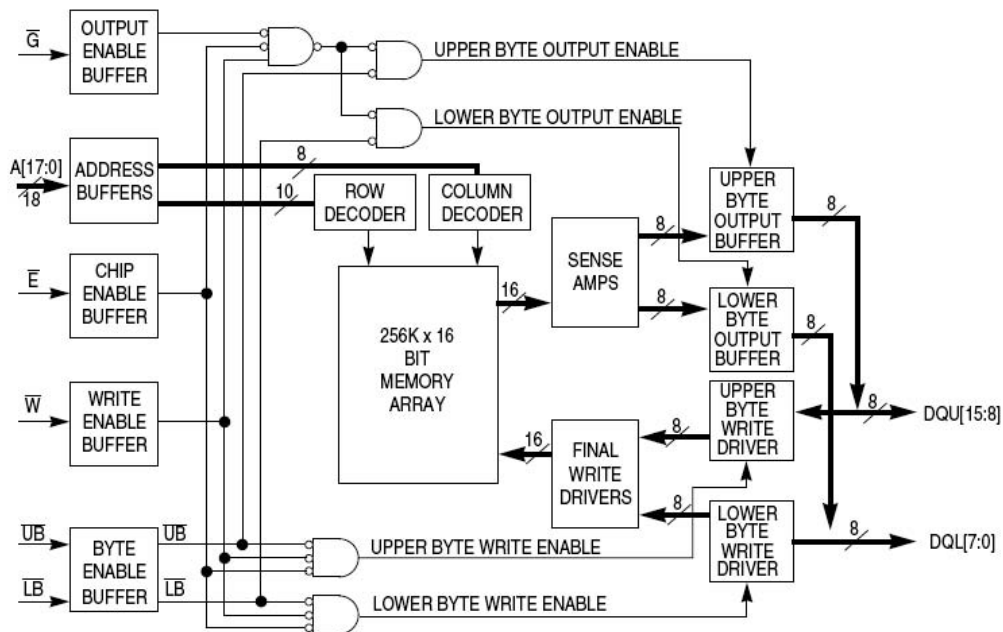 G̅
OUTPUT
ENABLE
BUFFER
UPPER BYTE OUTPUT ENABLE
LOWER BYTE OUTPUT ENABLE
A[17:0]
18
ADDRESS
BUFFERS
8
10
ROW
DECODER
COLUMN
DECODER
UPPER
BYTE
OUTPUT
BUFFER
8
E̅
CHIP
ENABLE
BUFFER
256K x 16
BIT
MEMORY
ARRAY
16
SENSE
AMPS
8
8
LOWER
BYTE
OUTPUT
BUFFER
8
W̅
WRITE
ENABLE
BUFFER
16
FINAL
WRITE
DRIVERS
8
8
UPPER
BYTE
WRITE
DRIVER
8
DQU[15:8]
U̅B̅
L̅B̅
BYTE
ENABLE
BUFFER
U̅B̅
L̅B̅
UPPER BYTE WRITE ENABLE
LOWER BYTE WRITE ENABLE
LOWER
BYTE
WRITE
DRIVER
8
DQL[7:0]